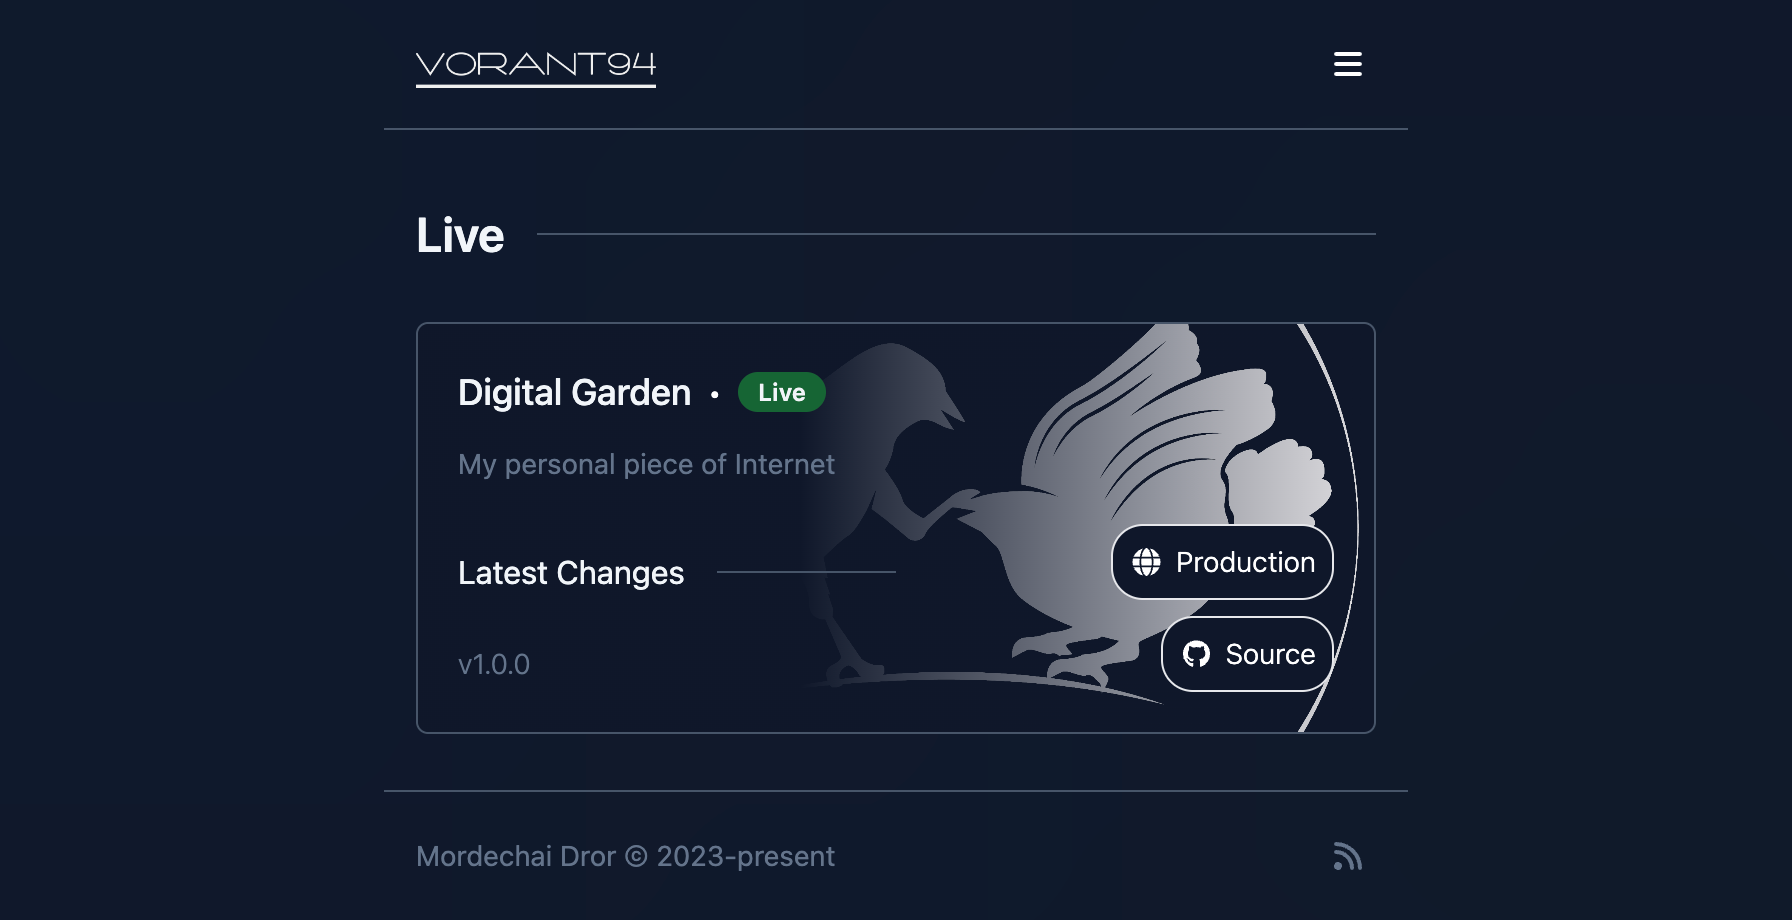 VORANT94
Live
Digital Garden • Live
My personal piece of Internet
Latest Changes
Production
v1.0.0
Source
Mordechai Dror © 2023-present